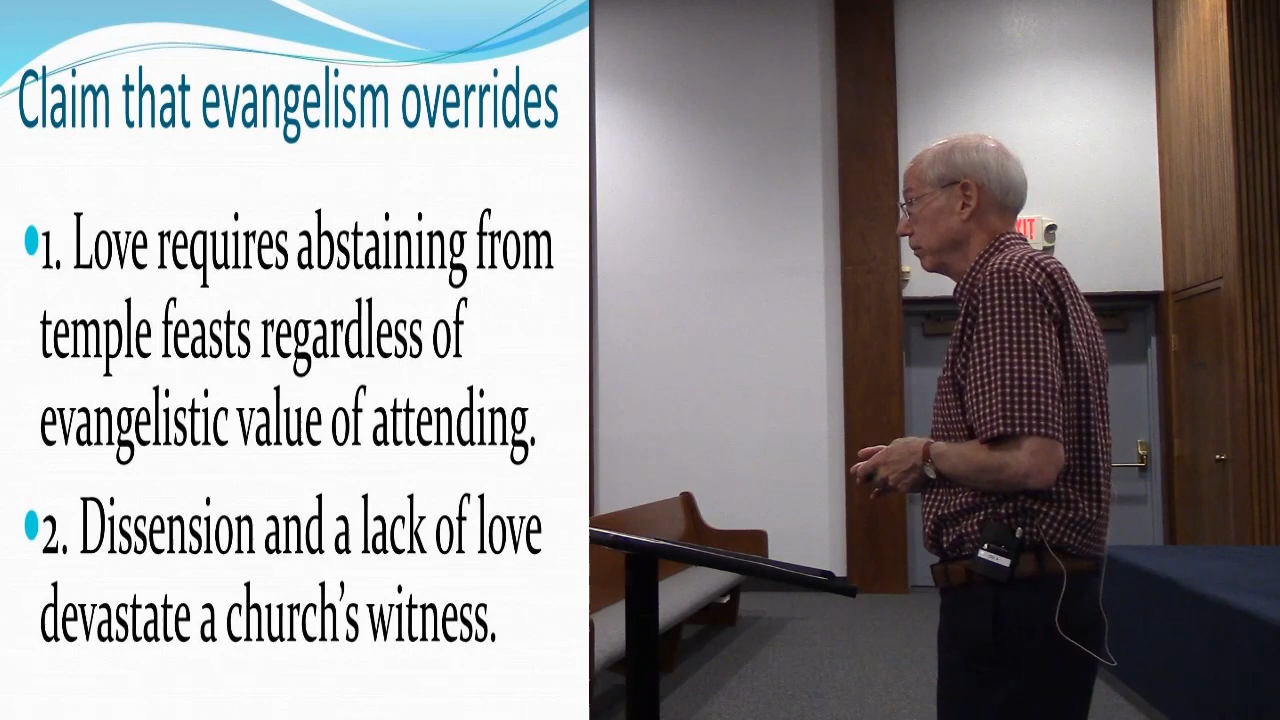 Claim that evangelism overrides
•1. Love requires abstaining from
temple feasts regardless of
evangelistic value of attending.
•2. Dissension and a lack of love
devastate a church's witness.
XIT